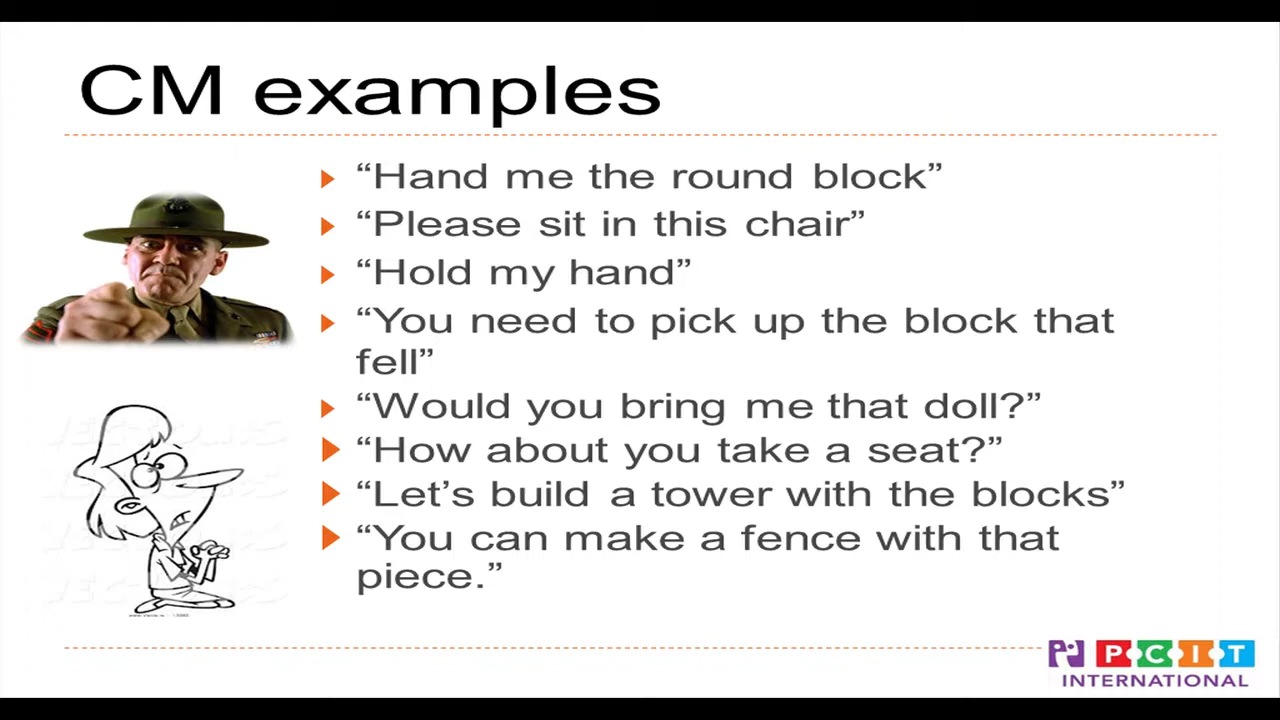 CM examples
“Hand me the round block”
“Please sit in this chair”
“Hold my hand”
“You need to pick up the block that
fell”
“Would you bring me that doll?”
“How about you take a seat?”
“Let’s build a tower with the blocks”
“You can make a fence with that
piece.”
PCIT
INTERNATIONAL